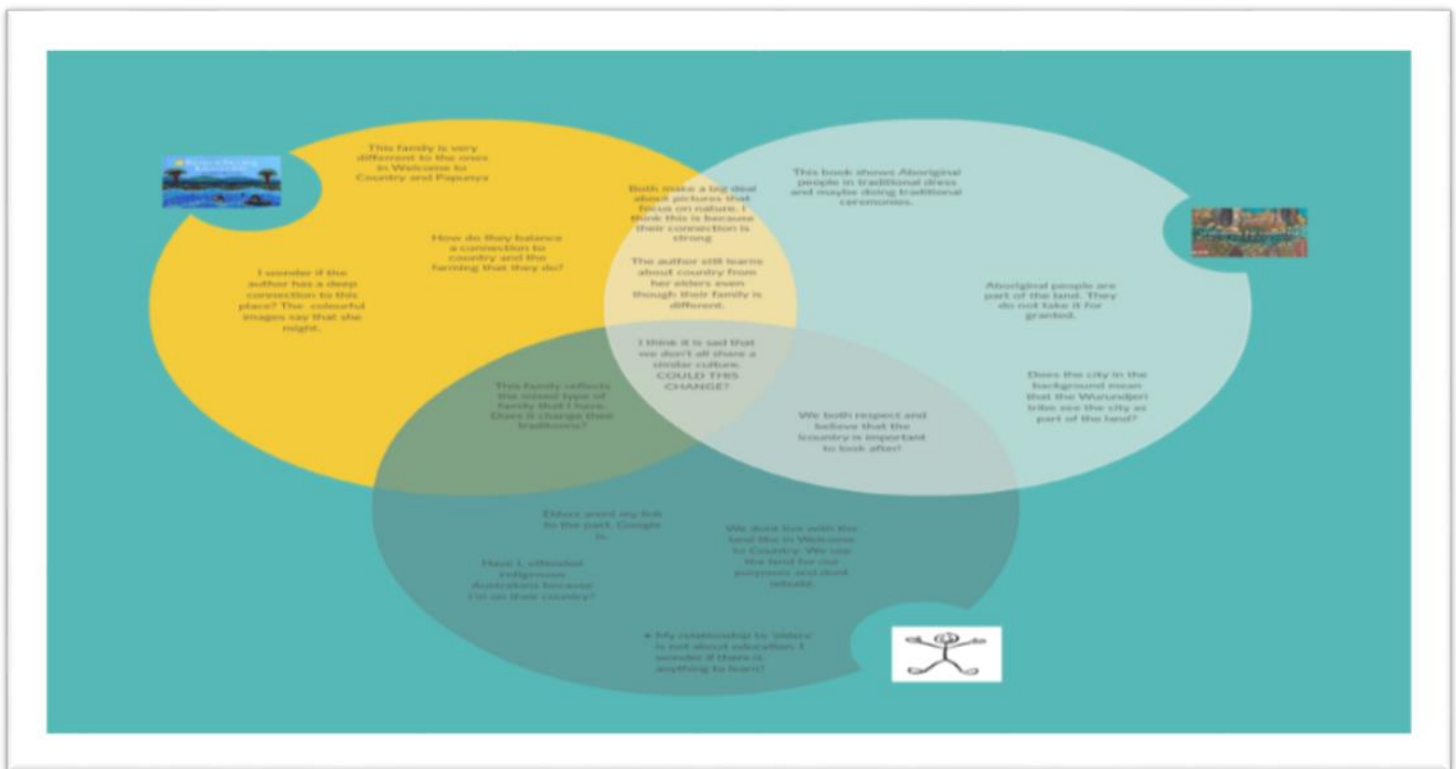 This family is very
different to the ones
in Welcome to
Country and Papunya
How do they balance
a connection to
country and the
farming that they do?
I wonder if the
author has a deep
connection to this
place? The colourful
images say that she
might.
Both make a big deal
about pictures that
focus on nature. I
think this is because
their connection is
strong
The author still learns
about country from
her elders even
though their family is
different.
I think it is sad that
we don't all share a
similar culture.
COULD THIS
CHANGE?
This book shows Aboriginal
people in traditional dress
and maybe doing traditional
ceremonies.
Aboriginal people are
part of the land. They
do not take it for
granted.
Does the city in the
background mean
that the Wurundjeri
tribe see the city as
part of the land?
This family reflects
the mixed type of
family that I have.
Does it change their
traditions?
We both respect and
believe that the
country is important
to look after!
Elders arent my link
to the past. Google
is.
Have I, offended
Indigenous
Australians because
I'm on their country?
We dont live with the
land like in Welcome
to Country. We use
the land for our
purposes and dont
rebuild.
• My relationship to 'elders'
is not about education. I
wonder if there is
anything to learn?